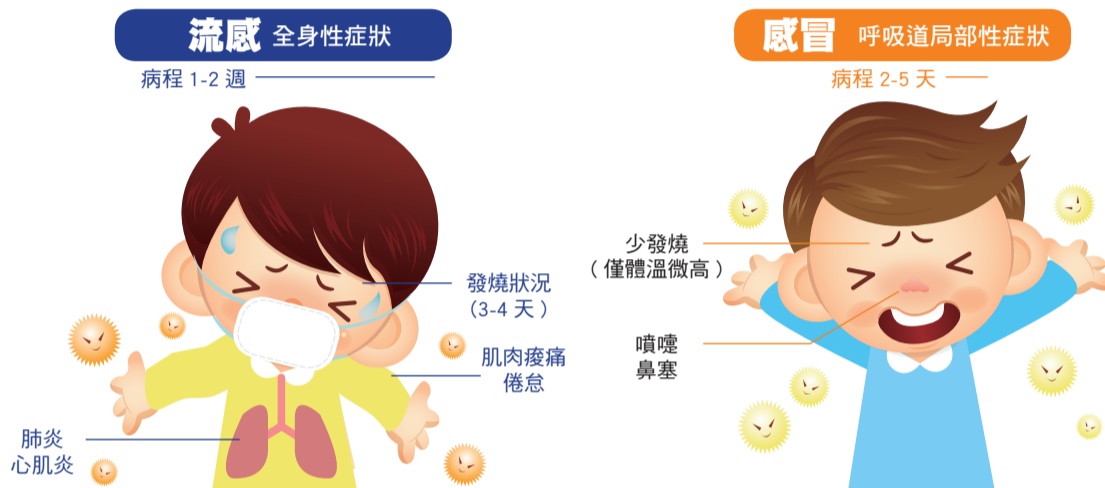 流感 全身性症狀
病程 1-2 週
發燒狀況
(3-4 天 )
肌肉痠痛
倦怠
肺炎
心肌炎
感冒 呼吸道局部性症狀
病程 2-5 天
少發燒
( 僅體溫微高 )
噴嚏
鼻塞